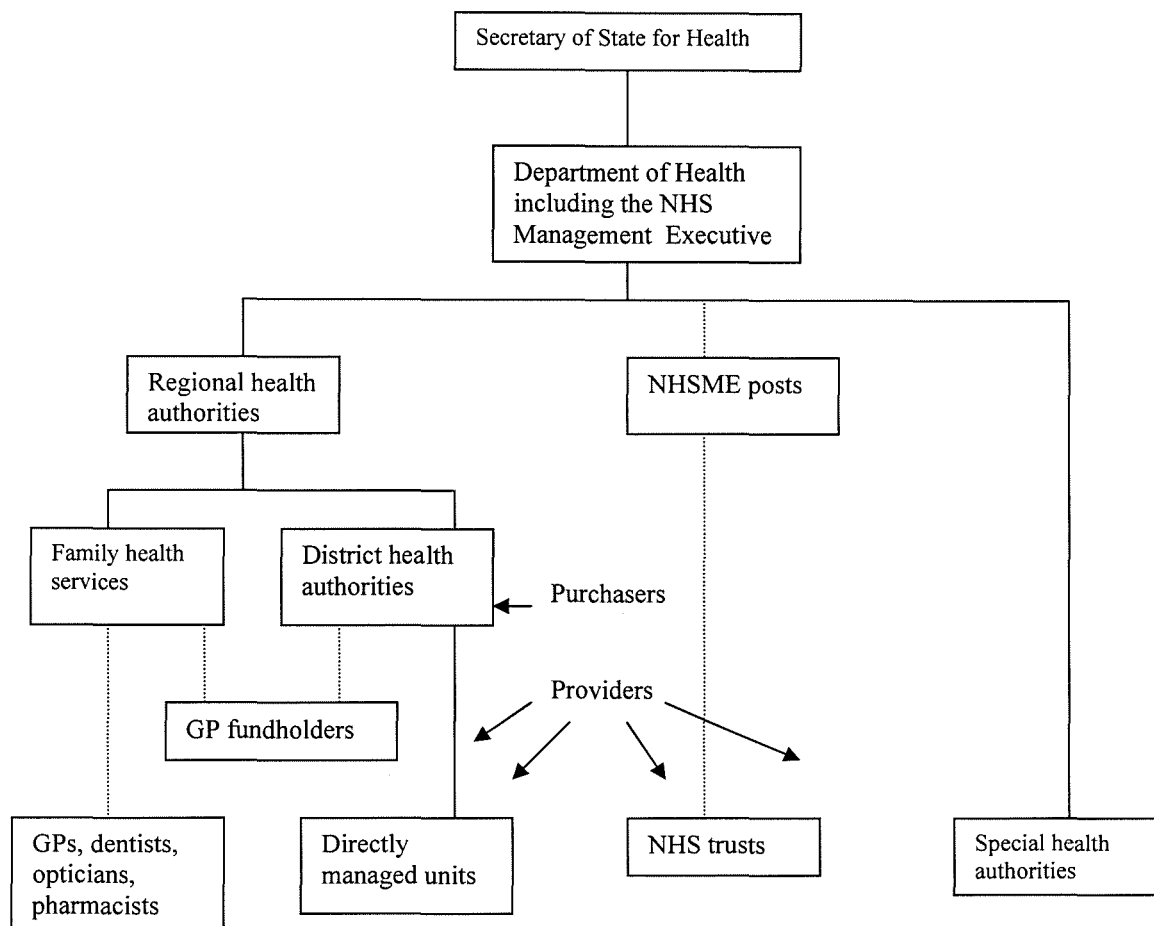 Secretary of State for Health
Department of Health
including the NHS
Management Executive
Regional health
authorities
NHSME posts
Family health
services
District health
authorities
Purchasers
Providers
GP fundholders
GPs, dentists,
opticians,
pharmacists
Directly
managed units
NHS trusts
Special health
authorities